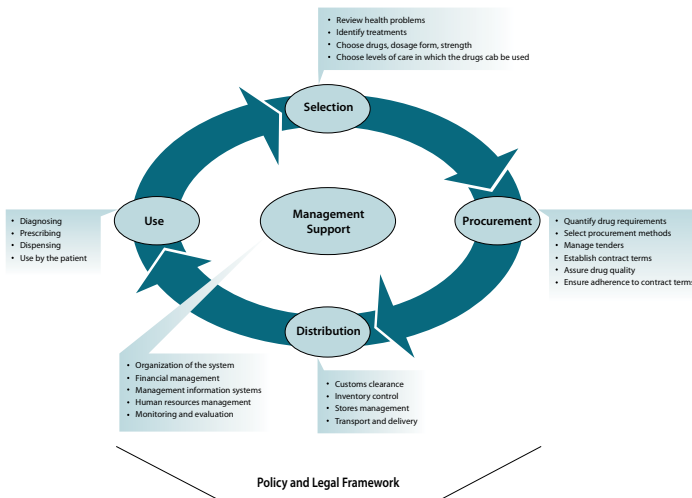 • Review health problems
• Identify treatments
• Choose drugs, dosage form, strength
• Choose levels of care in which the drugs cab be used
Selection
Use
Management
Support
Procurement
• Diagnosing
• Prescribing
• Dispensing
• Use by the patient
• Quantify drug requirements
• Select procurement methods
• Manage tenders
• Establish contract terms
• Assure drug quality
• Ensure adherence to contract terms
Distribution
• Organization of the system
• Financial management
• Management information systems
• Human resources management
• Monitoring and evaluation
• Customs clearance
• Inventory control
• Stores management
• Transport and delivery
Policy and Legal Framework